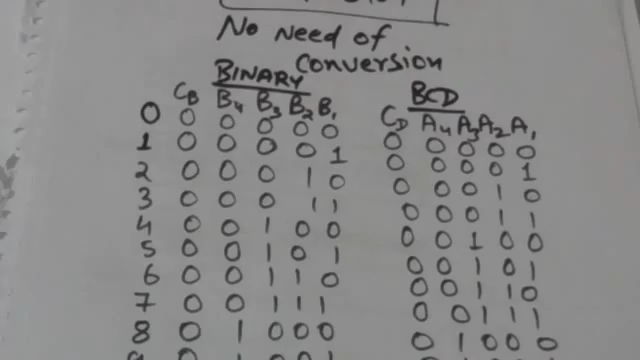 No Need of
conversion
BINARY BCD
CB B4 B3 B2 B1 CD A4 A3 A2 A1
0 0 0 0 0 0 0 0 0 0 0
1 0 0 0 0 1 0 0 0 0 1
2 0 0 0 1 0 0 0 0 1 0
3 0 0 0 1 1 0 0 0 1 1
4 0 0 1 0 0 0 0 1 0 0
5 0 0 1 0 1 0 0 1 0 1
6 0 0 1 1 0 0 0 1 1 0
7 0 0 1 1 1 0 0 1 1 1
8 0 1 0 0 0 0 1 0 0 0